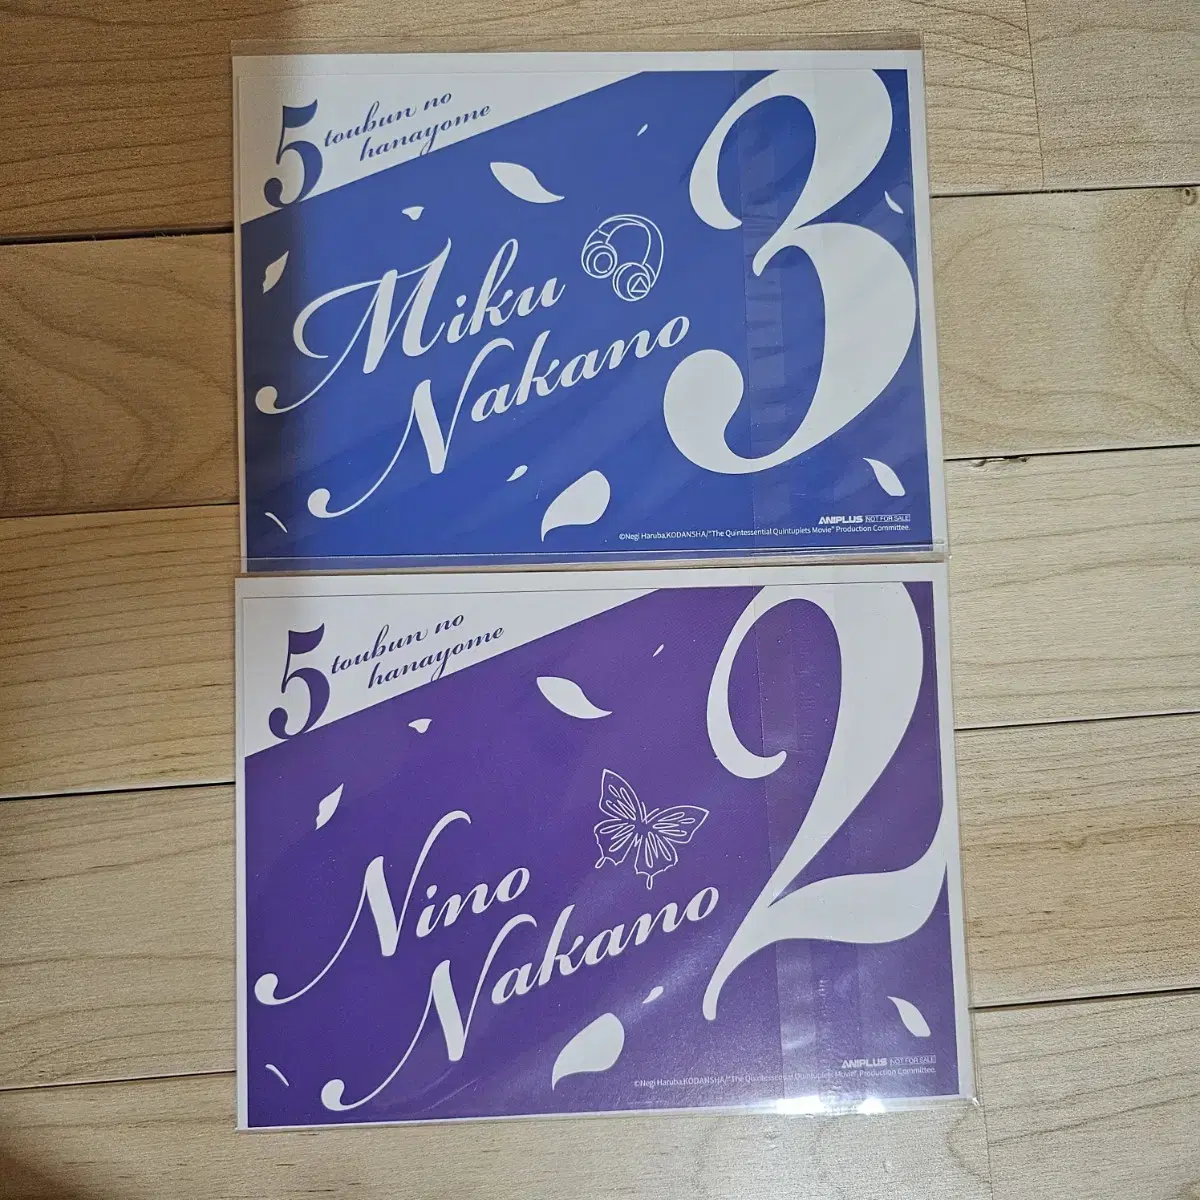 5 toubun no
hanayome
3
Miku
Nakano
ANIPLUS NOT FOR SALE
©Negi Haruba,KODANSHA/"The Quintessential Quintuplets Movie" Production Committee.
5 toubun no
hanayome
2
Nino
Nakano
ANIPLUS NOT FOR SALE
©Negi Haruba,KODANSHA/"The Quintessential Quintuplets Movie" Production Committee.